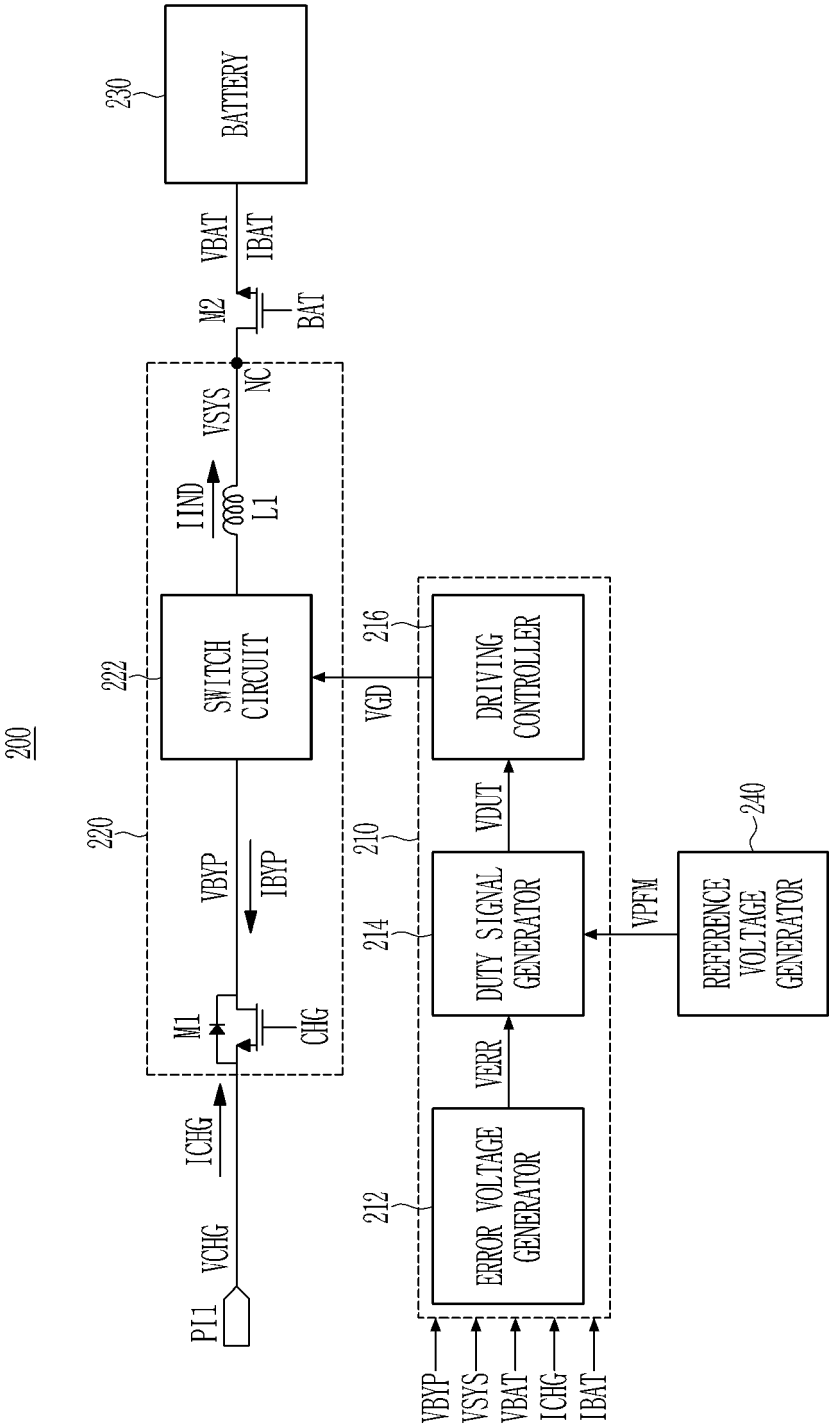 200
220
222
230
PI1
VCHG
ICHG
M1
CHG
VBYP
IBYP
SWITCH
CIRCUIT
IIND
L1
VSYS
NC
M2
BAT
VBAT
IBAT
BATTERY
VGD
210
212
214
216
VBYP
VSYS
VBAT
ICHG
IBAT
ERROR VOLTAGE
GENERATOR
VERR
DUTY SIGNAL
GENERATOR
VDUT
DRIVING
CONTROLLER
VPFM
240
REFERENCE
VOLTAGE
GENERATOR